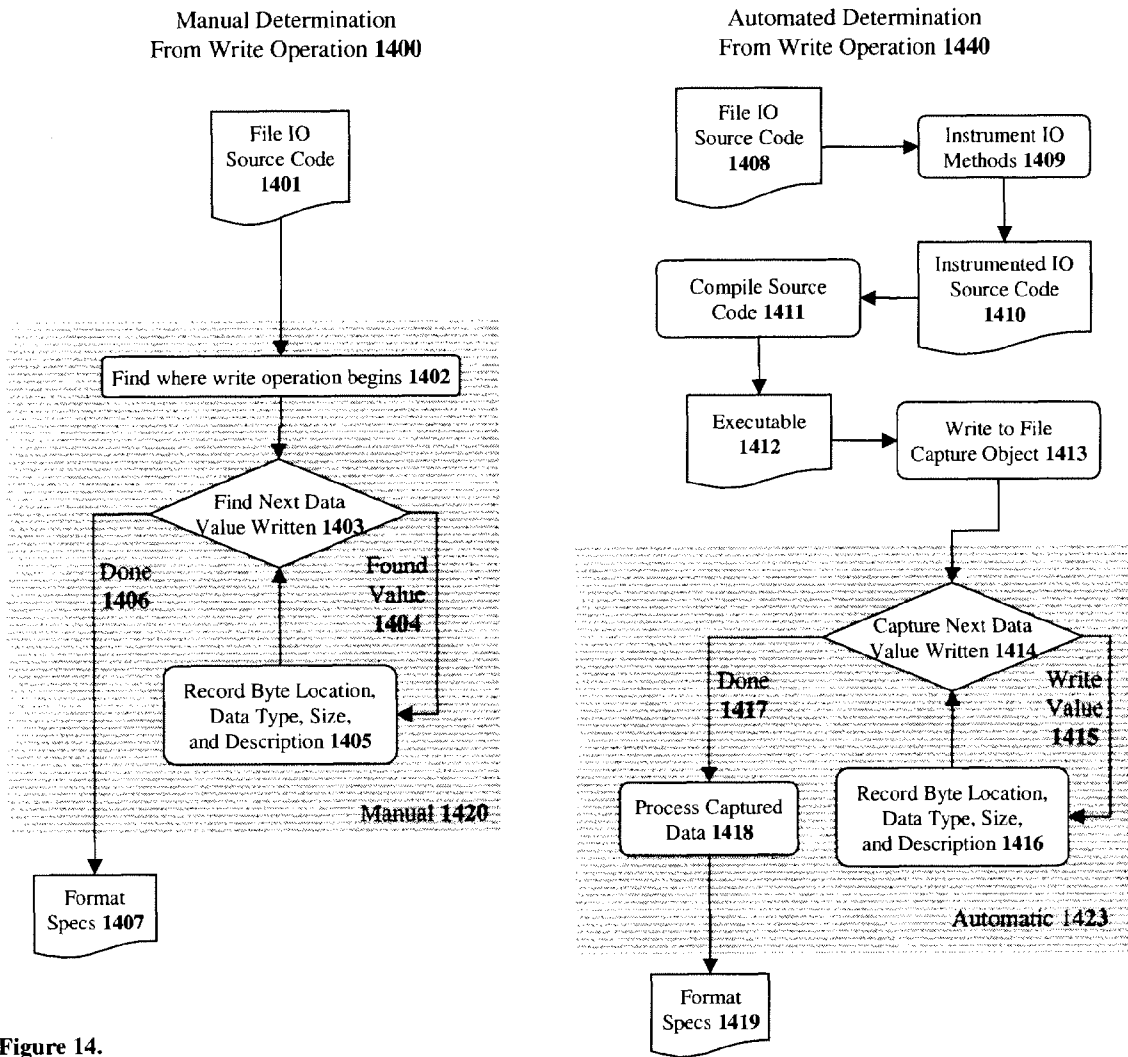 Manual Determination
From Write Operation 1400
File IO
Source Code
1401
Find where write operation begins 1402
Find Next Data
Value Written 1403
Done
1406
Found
Value
1404
Record Byte Location,
Data Type, Size,
and Description 1405
Manual 1420
Format
Specs 1407
Automated Determination
From Write Operation 1440
File IO
Source Code
1408
Instrument IO
Methods 1409
Instrumented IO
Source Code
1410
Compile Source
Code 1411
Executable
1412
Write to File
Capture Object 1413
Capture Next Data
Value Written 1414
Done
1417
Write
Value
1415
Process Captured
Data 1418
Record Byte Location,
Data Type, Size,
and Description 1416
Automatic 1423
Format
Specs 1419
Figure 14.